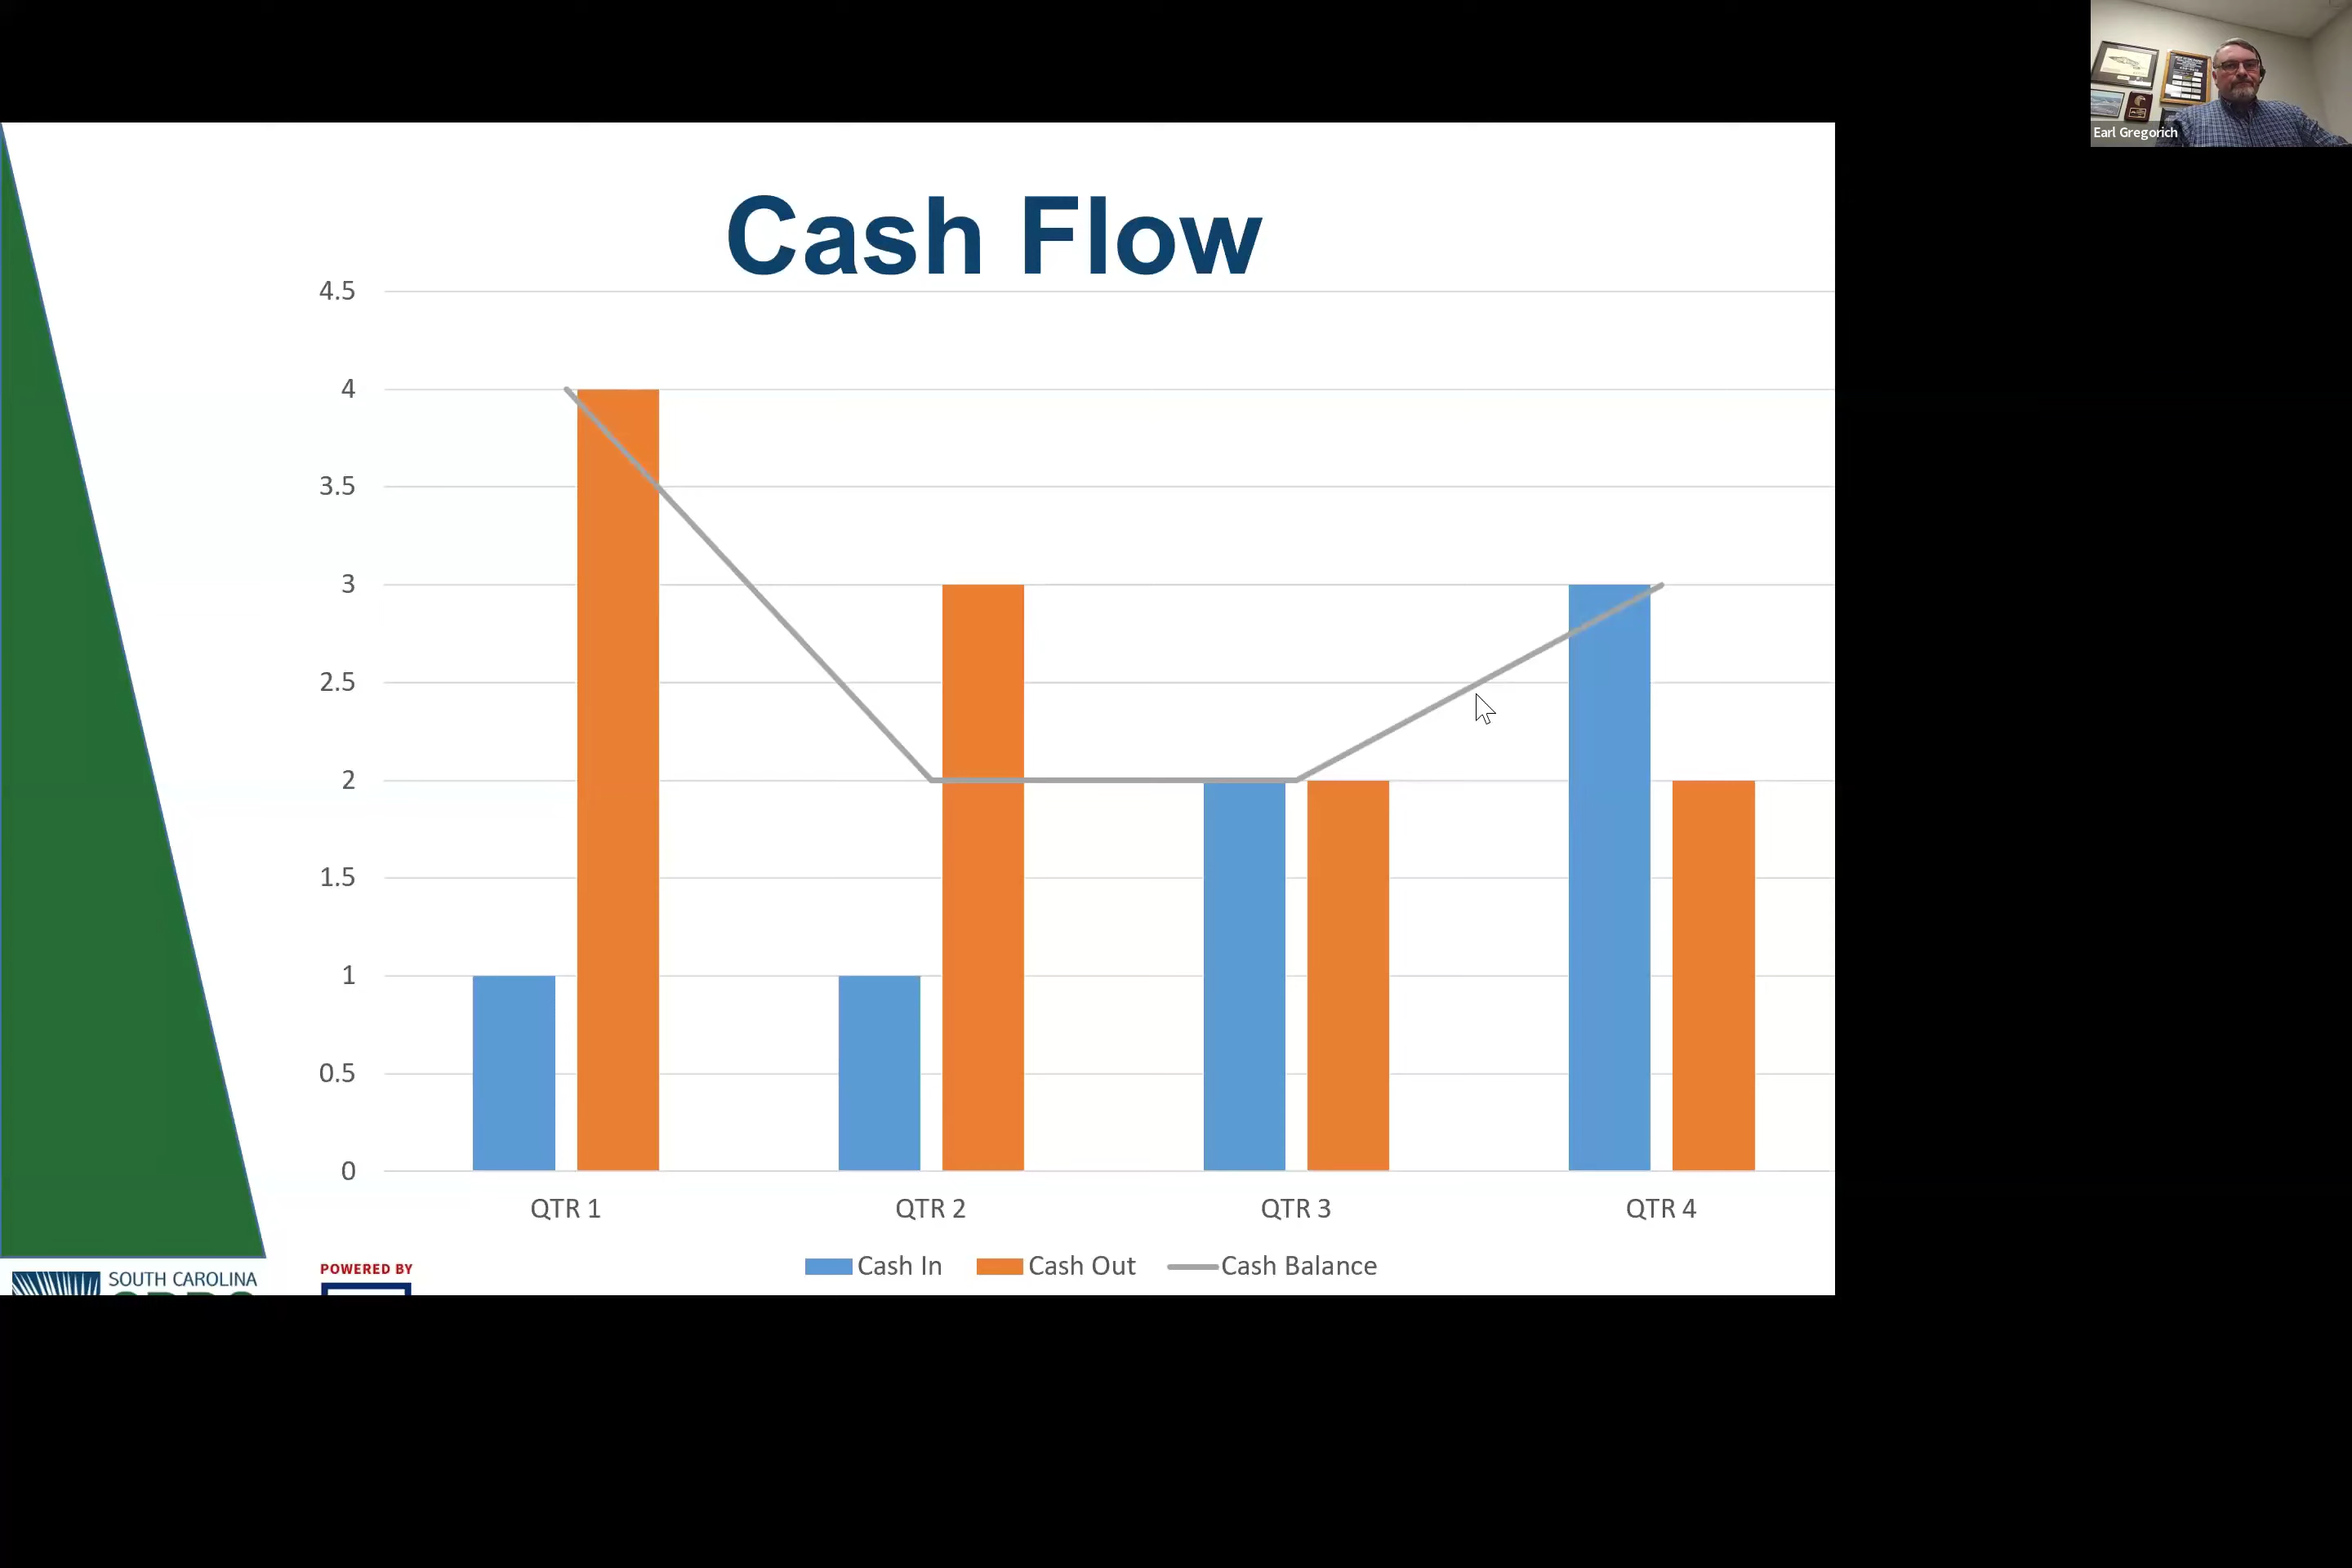 Earl Gregorich
Cash Flow
4.5
4
3.5
3
2.5
2
1.5
1
0.5
0
QTR 1 QTR 2 QTR 3 QTR 4
Cash In Cash Out Cash Balance
SOUTH CAROLINA
POWERED BY